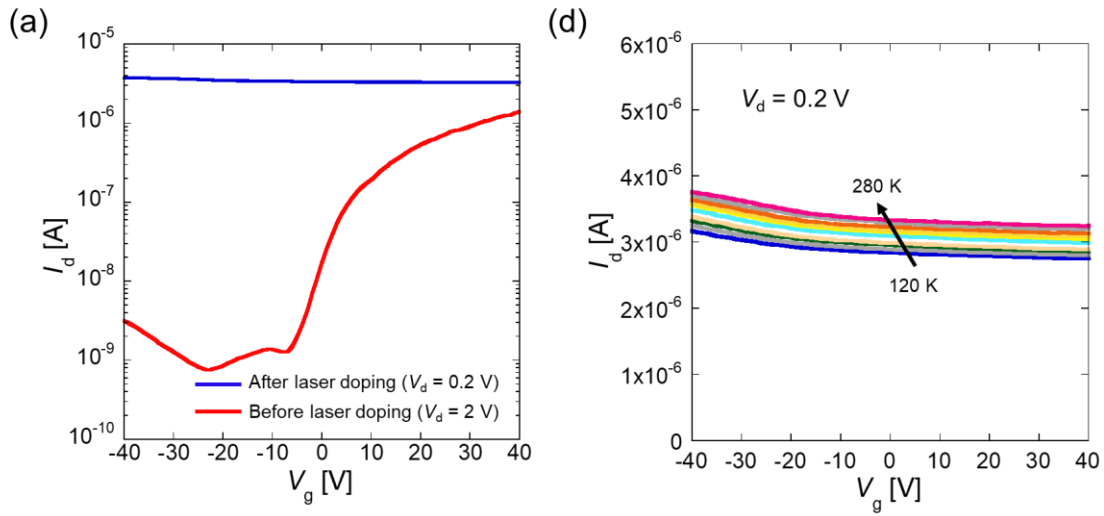 (a)
10⁻⁵
10⁻⁶
10⁻⁷
10⁻⁸
10⁻⁹
10⁻¹⁰
I_d [A]
After laser doping (V_d = 0.2 V)
Before laser doping (V_d = 2 V)
-40 -30 -20 -10 0 10 20 30 40
V_g [V]
(d)
6x10⁻⁶
5x10⁻⁶
4x10⁻⁶
3x10⁻⁶
2x10⁻⁶
1x10⁻⁶
0
I_d [A]
V_d = 0.2 V
280 K
120 K
-40 -30 -20 -10 0 10 20 30 40
V_g [V]